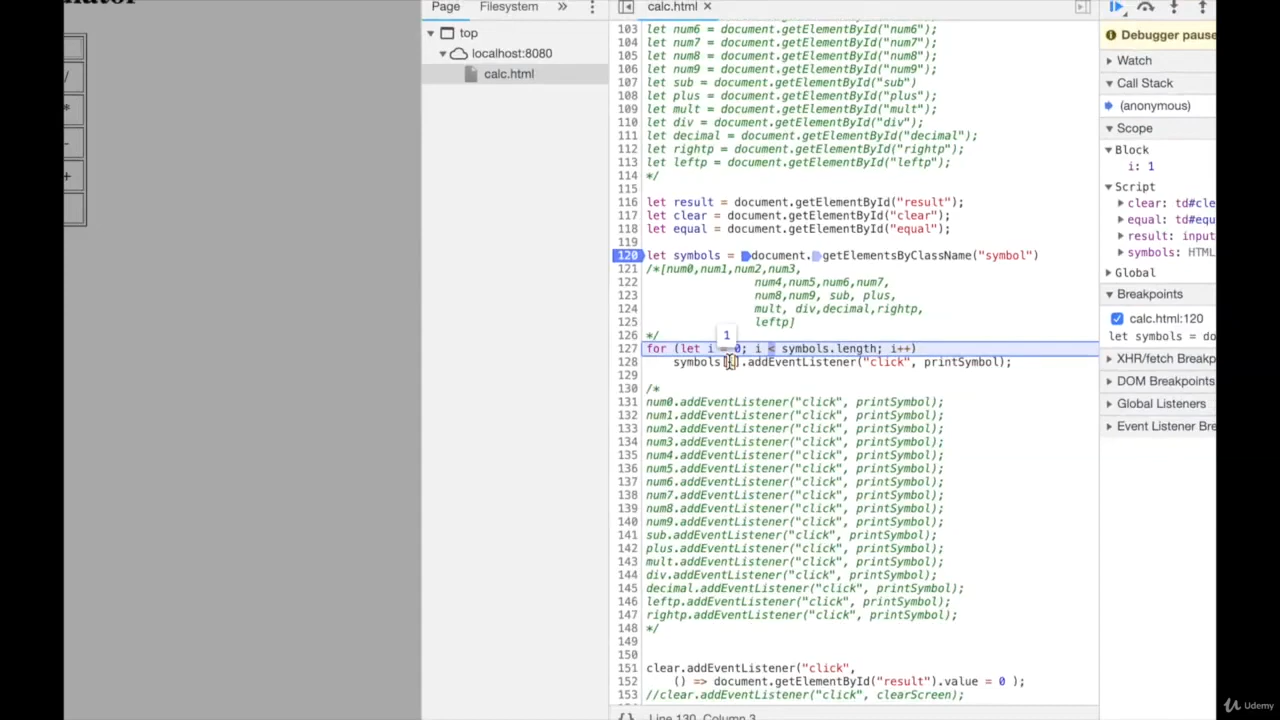 /
*
-
+
Page Filesystem »
top
localhost:8080
calc.html
calc.html ×
103 let num6 = document.getElementById("num6");
104 let num7 = document.getElementById("num7");
105 let num8 = document.getElementById("num8");
106 let num9 = document.getElementById("num9");
107 let sub = document.getElementById("sub")
108 let plus = document.getElementById("plus");
109 let mult = document.getElementById("mult");
110 let div = document.getElementById("div");
111 let decimal = document.getElementById("decimal");
112 let rightp = document.getElementById("rightp");
113 let leftp = document.getElementById("leftp");
114 */
115
116 let result = document.getElementById("result");
117 let clear = document.getElementById("clear");
118 let equal = document.getElementById("equal");
119
120 let symbols = document.getElementsByClassName("symbol")
121 /*[num0,num1,num2,num3,
122 num4,num5,num6,num7,
123 num8,num9, sub, plus,
124 mult, div,decimal,rightp,
125 leftp]
126 */
1
127 for (let i = 0; i < symbols.length; i++)
128 symbols[i].addEventListener("click", printSymbol);
129
130 /*
131 num0.addEventListener("click", printSymbol);
132 num1.addEventListener("click", printSymbol);
133 num2.addEventListener("click", printSymbol);
134 num3.addEventListener("click", printSymbol);
135 num4.addEventListener("click", printSymbol);
136 num5.addEventListener("click", printSymbol);
137 num6.addEventListener("click", printSymbol);
138 num7.addEventListener("click", printSymbol);
139 num8.addEventListener("click", printSymbol);
140 num9.addEventListener("click", printSymbol);
141 sub.addEventListener("click", printSymbol);
142 plus.addEventListener("click", printSymbol);
143 mult.addEventListener("click", printSymbol);
144 div.addEventListener("click", printSymbol);
145 decimal.addEventListener("click", printSymbol);
146 leftp.addEventListener("click", printSymbol);
147 rightp.addEventListener("click", printSymbol);
148 */
149
150
151 clear.addEventListener("click",
152 () => document.getElementById("result").value = 0 );
153 //clear.addEventListener("click", clearScreen);
{} Line 130, Column 3
Debugger pause
Watch
Call Stack
(anonymous)
Scope
Block
i: 1
Script
clear: td#cle
equal: td#equ
result: input
symbols: HTML
Global
Breakpoints
calc.html:120
let symbols = do
XHR/fetch Breakp
DOM Breakpoints
Global Listeners
Event Listener Bre
Udemy